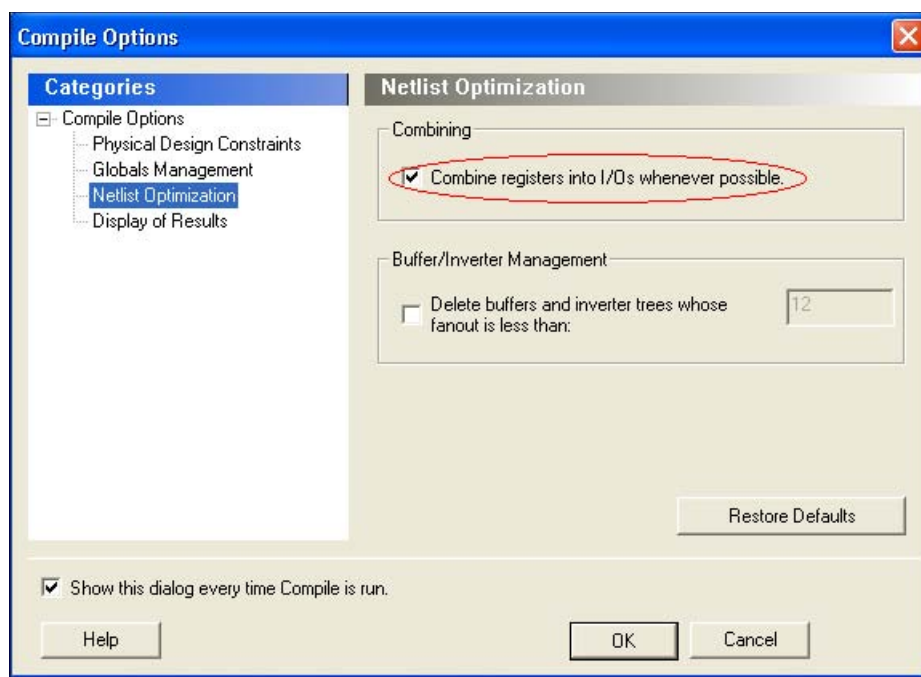 Compile Options
Categories
Compile Options
Physical Design Constraints
Globals Management
Netlist Optimization
Display of Results
Netlist Optimization
Combining
Combine registers into I/Os whenever possible.
Buffer/Inverter Management
Delete buffers and inverter trees whose
fanout is less than:
12
Restore Defaults
Show this dialog every time Compile is run.
Help
OK
Cancel